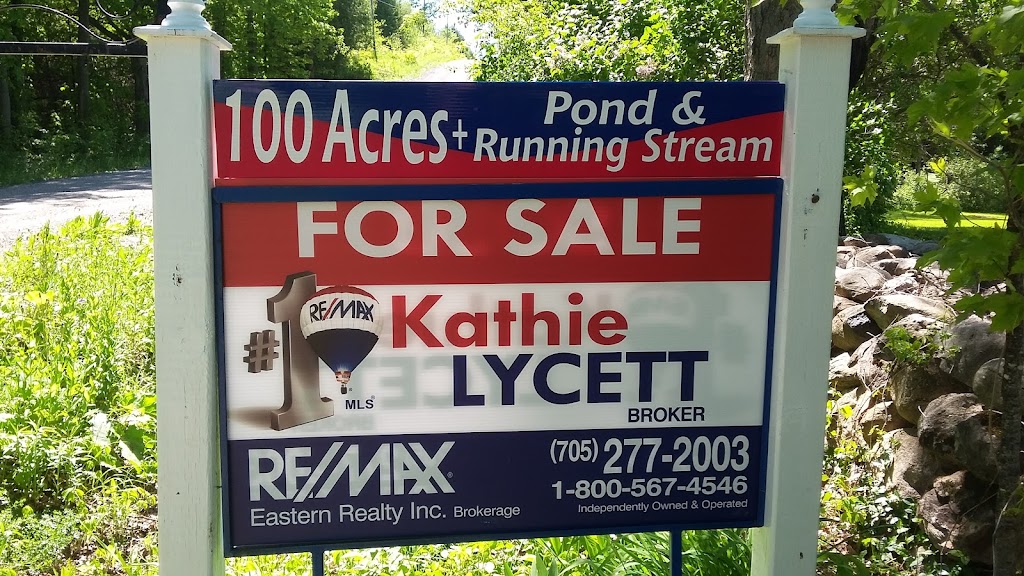 100 Acres + Pond &
Running Stream
FOR SALE
#1
RE/MAX
Kathie
LYCETT
MLS®
BROKER
RE/MAX®
Eastern Realty Inc. Brokerage
(705) 277-2003
1-800-567-4546
Independently Owned & Operated